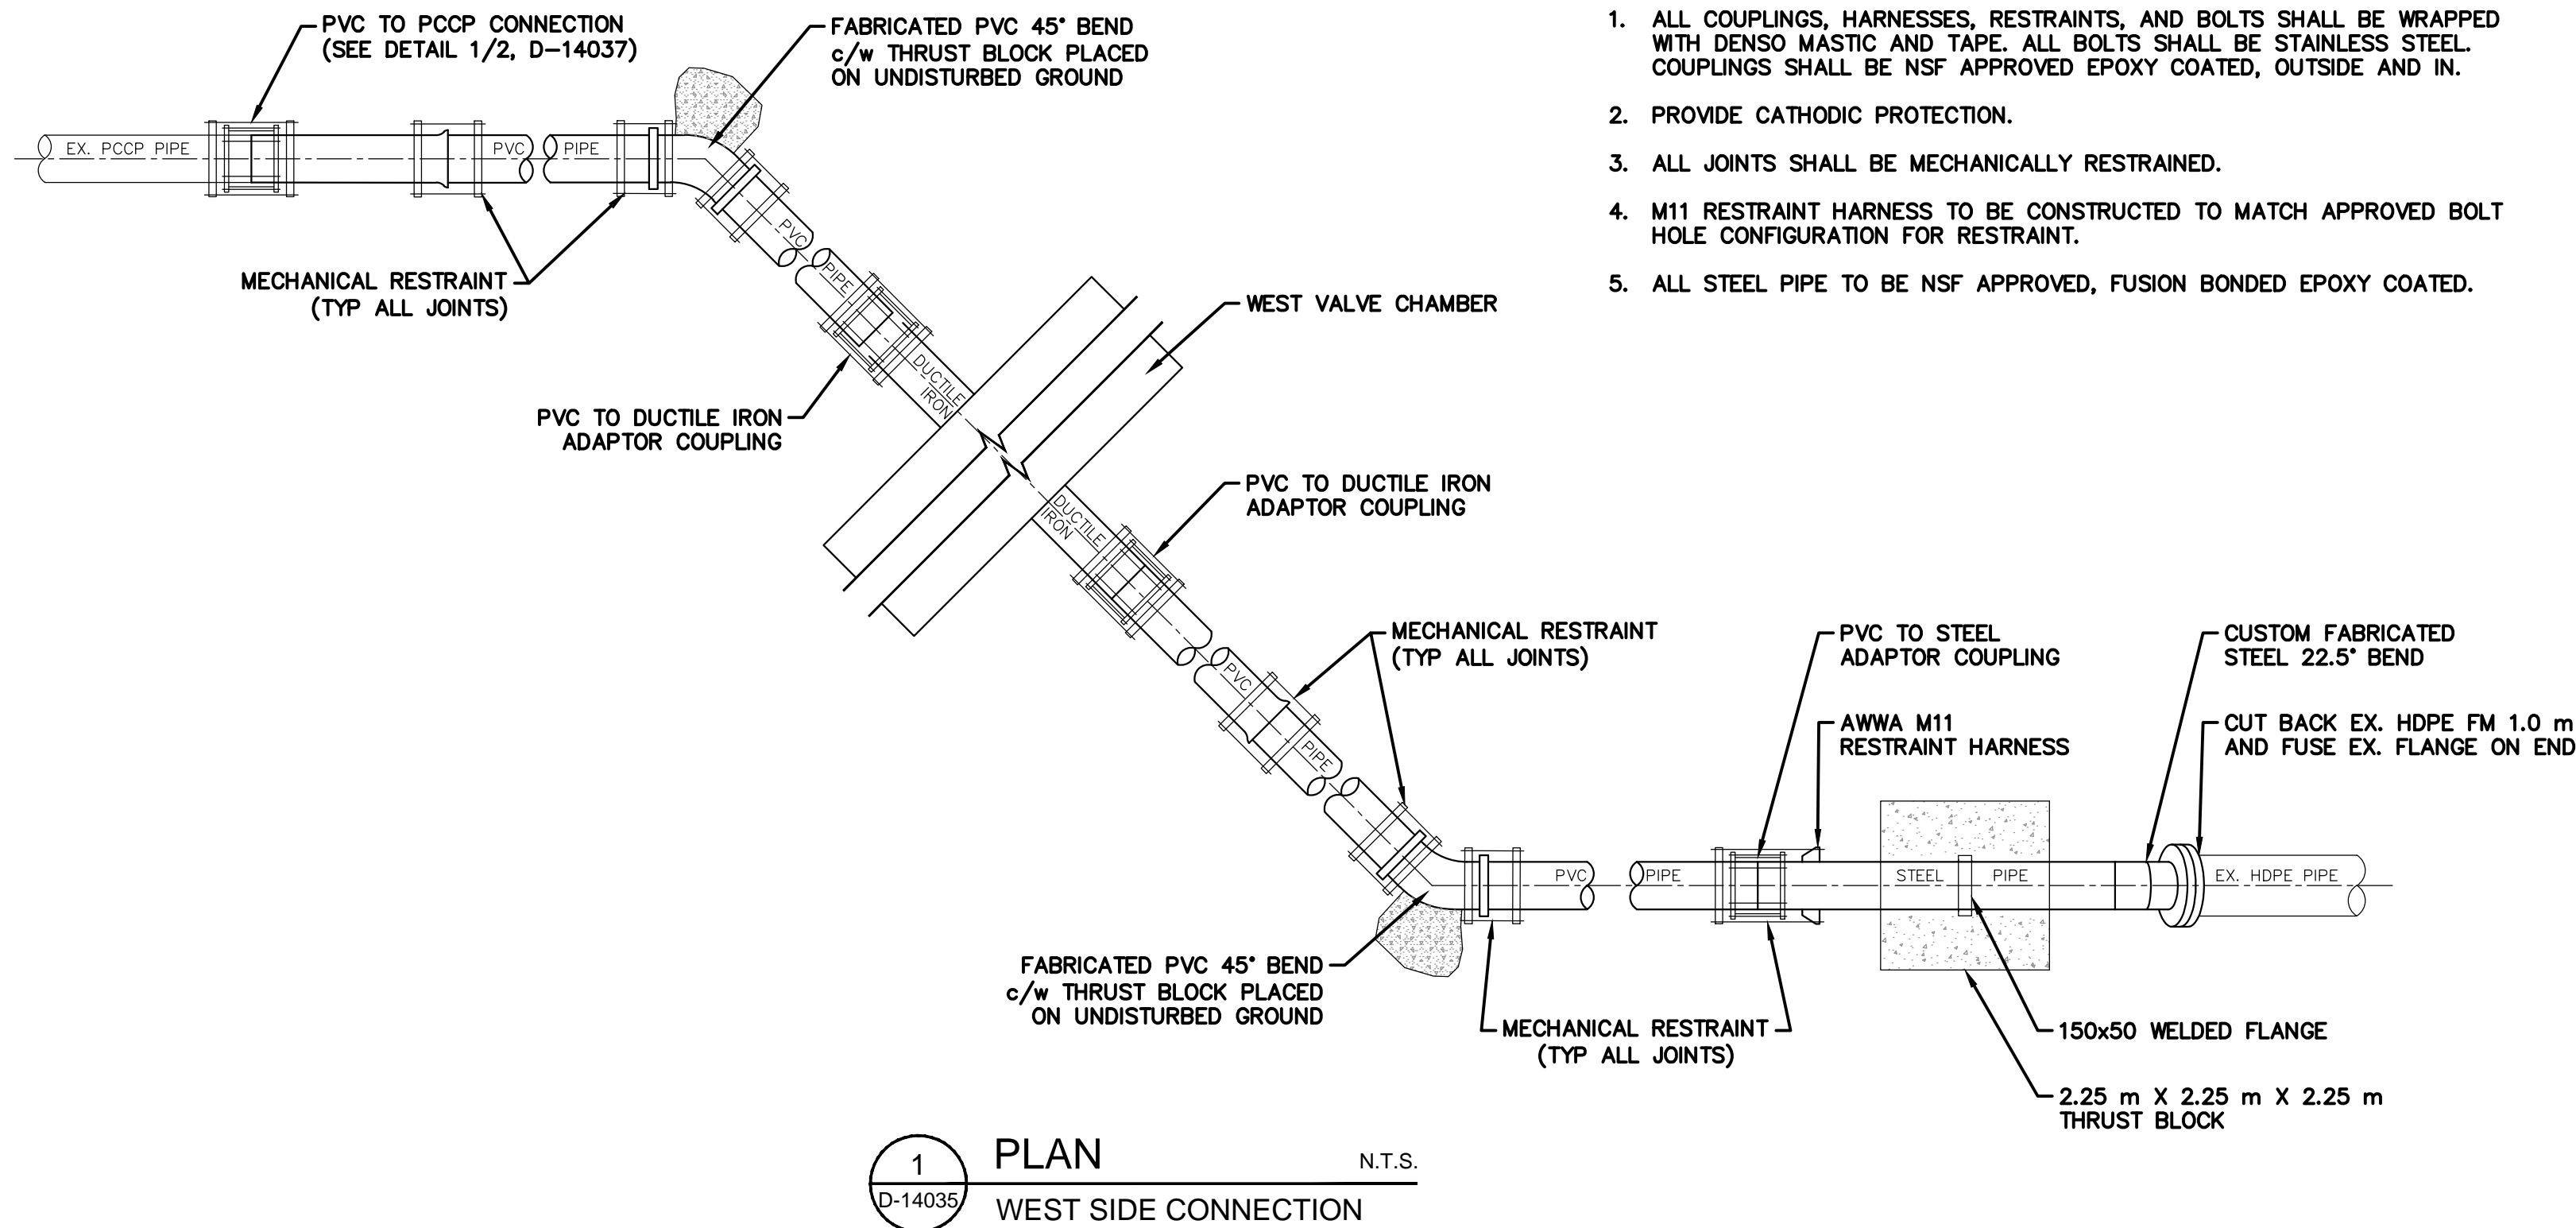 PVC TO PCCP CONNECTION
(SEE DETAIL 1/2, D-14037)
FABRICATED PVC 45° BEND
c/w THRUST BLOCK PLACED
ON UNDISTURBED GROUND
1. ALL COUPLINGS, HARNESSES, RESTRAINTS, AND BOLTS SHALL BE WRAPPED
WITH DENSO MASTIC AND TAPE. ALL BOLTS SHALL BE STAINLESS STEEL.
COUPLINGS SHALL BE NSF APPROVED EPOXY COATED, OUTSIDE AND IN.
2. PROVIDE CATHODIC PROTECTION.
3. ALL JOINTS SHALL BE MECHANICALLY RESTRAINED.
4. M11 RESTRAINT HARNESS TO BE CONSTRUCTED TO MATCH APPROVED BOLT
HOLE CONFIGURATION FOR RESTRAINT.
5. ALL STEEL PIPE TO BE NSF APPROVED, FUSION BONDED EPOXY COATED.
EX. PCCP PIPE
PVC PIPE
MECHANICAL RESTRAINT
(TYP ALL JOINTS)
PVC PIPE
WEST VALVE CHAMBER
DUCTILE
IRON
PVC TO DUCTILE IRON
ADAPTOR COUPLING
PVC TO DUCTILE IRON
ADAPTOR COUPLING
DUCTILE
IRON
MECHANICAL RESTRAINT
(TYP ALL JOINTS)
PVC TO STEEL
ADAPTOR COUPLING
CUSTOM FABRICATED
STEEL 22.5° BEND
PVC PIPE
AWWA M11
RESTRAINT HARNESS
CUT BACK EX. HDPE FM 1.0 m
AND FUSE EX. FLANGE ON END
PVC PIPE
STEEL PIPE
EX. HDPE PIPE
FABRICATED PVC 45° BEND
c/w THRUST BLOCK PLACED
ON UNDISTURBED GROUND
MECHANICAL RESTRAINT
(TYP ALL JOINTS)
150x50 WELDED FLANGE
2.25 m X 2.25 m X 2.25 m
THRUST BLOCK
1
D-14035
PLAN
N.T.S.
WEST SIDE CONNECTION